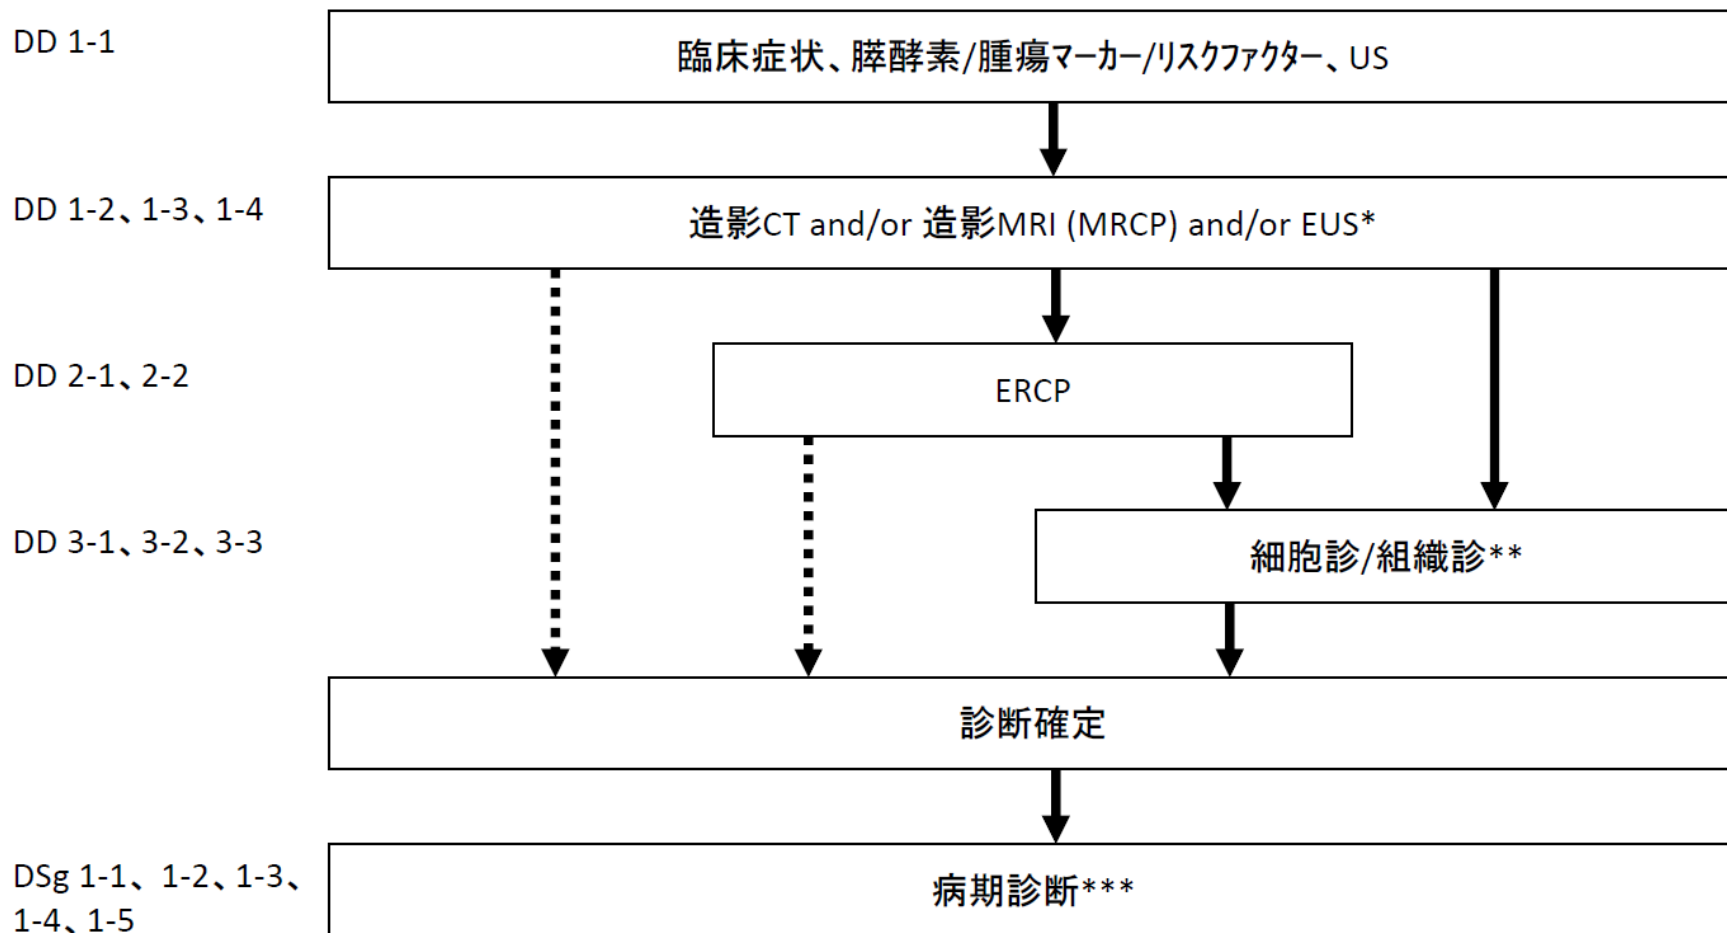 DD 1-1
臨床症状、膵酵素/腫瘍マーカー/リスクファクター、US
DD 1-2、1-3、1-4
造影CT and/or 造影MRI (MRCP) and/or EUS*
DD 2-1、2-2
ERCP
DD 3-1、3-2、3-3
細胞診/組織診**
診断確定
DSg 1-1、1-2、1-3、
1-4、1-5
病期診断***